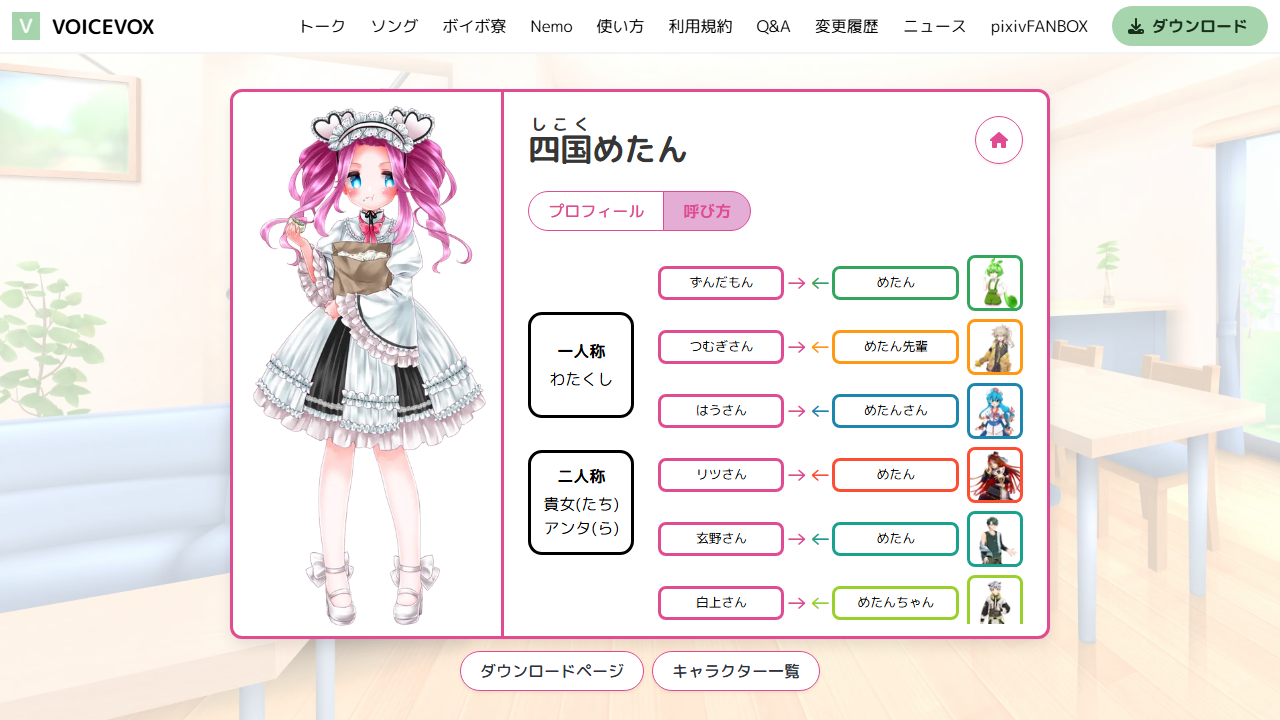 V VOICEVOX トーク ソング ボイボ寮 Nemo 使い方 利用規約 Q&A 変更履歴 ニュース pixivFANBOX ダウンロード
しこく
四国めたん
プロフィール 呼び方
一人称
わたくし
二人称
貴女(たち)
アンタ(ら)
ずんだもん → ← めたん
つむぎさん → ← めたん先輩
はうさん → ← めたんさん
リツさん → ← めたん
玄野さん → ← めたん
白上さん → ← めたんちゃん
ダウンロードページ キャラクター一覧